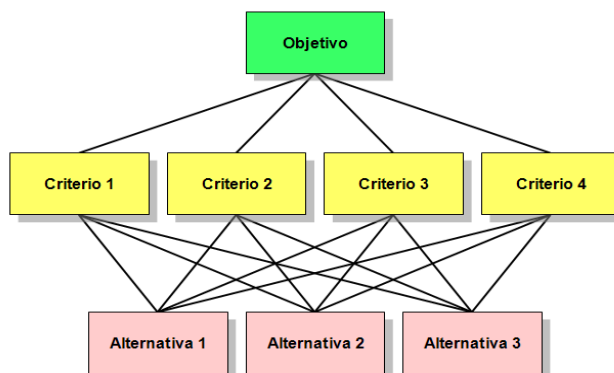 Objetivo
Criterio 1
Criterio 2
Criterio 3
Criterio 4
Alternativa 1
Alternativa 2
Alternativa 3